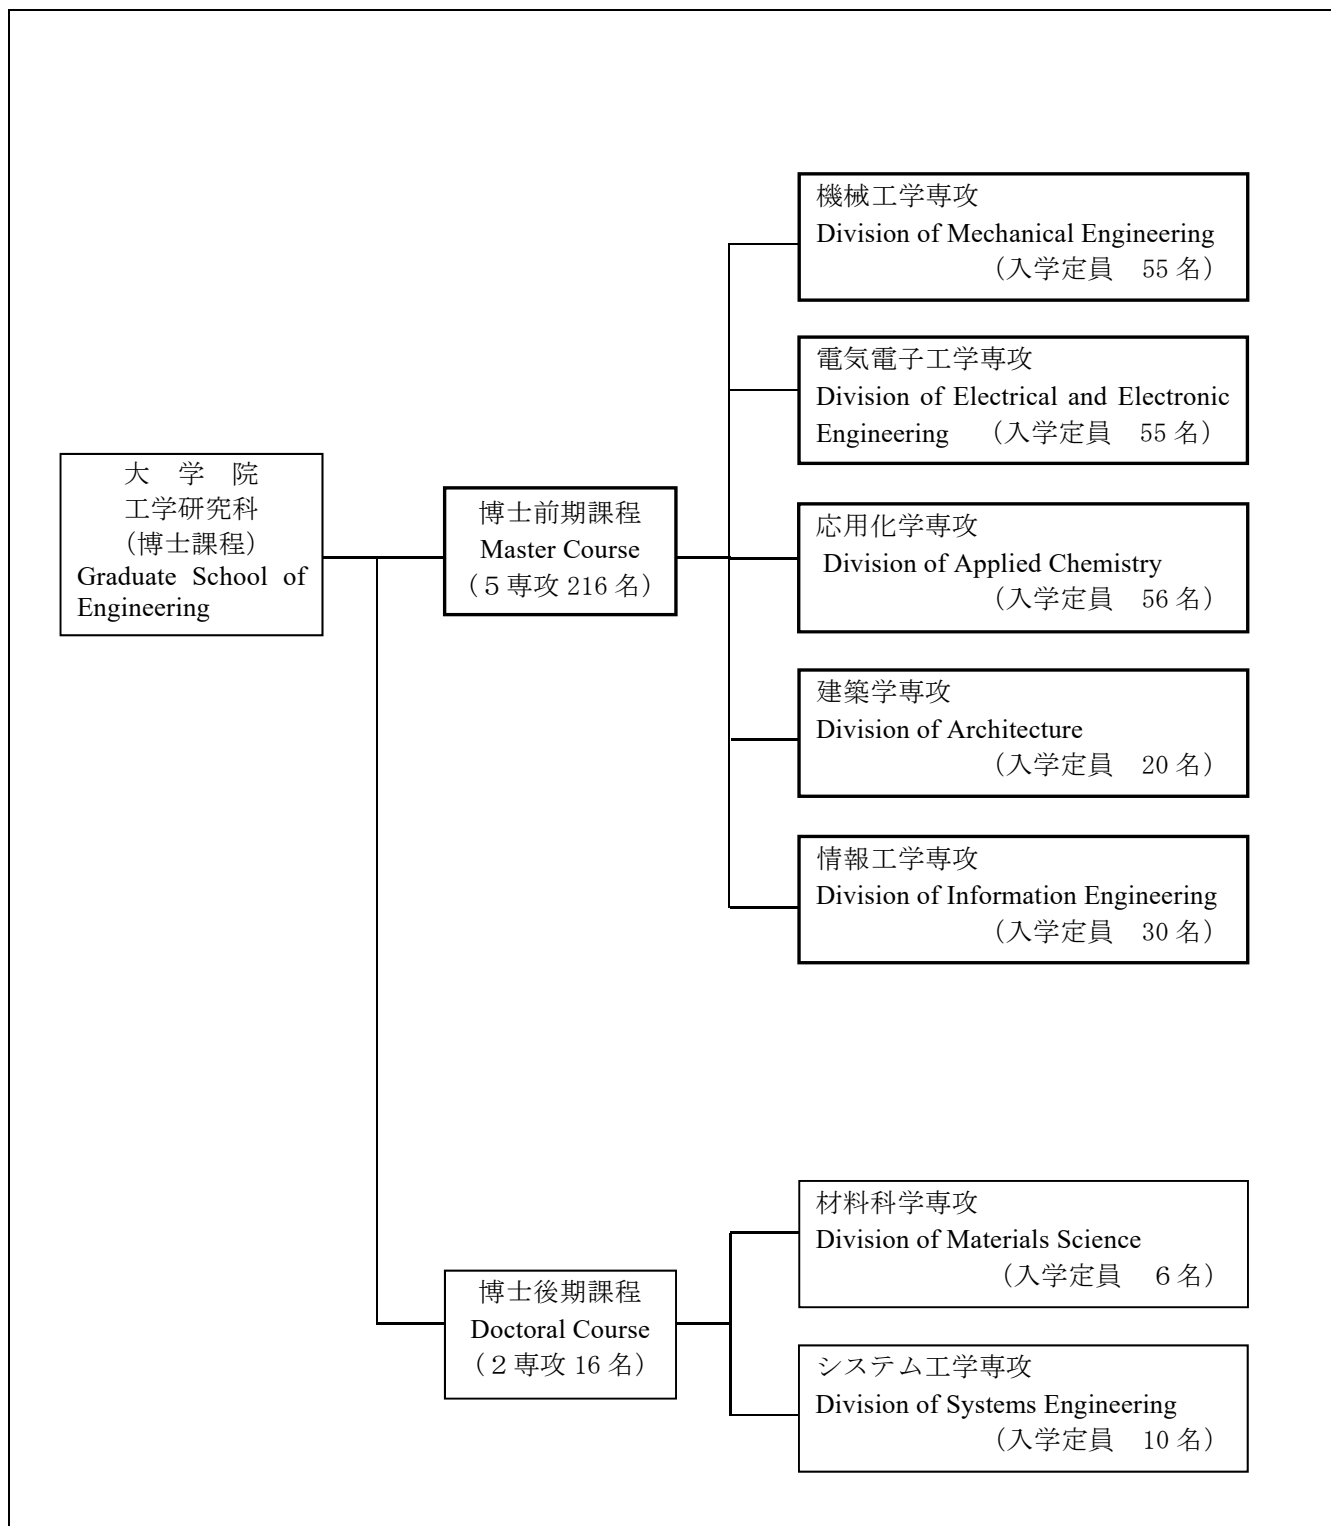 大　学　院
工学研究科
（博士課程）
Graduate School of
Engineering
博士前期課程
Master Course
（５専攻 216 名）
機械工学専攻
Division of Mechanical Engineering
（入学定員　55 名）
電気電子工学専攻
Division of Electrical and Electronic
Engineering　（入学定員　55 名）
応用化学専攻
Division of Applied Chemistry
（入学定員　56 名）
建築学専攻
Division of Architecture
（入学定員　20 名）
情報工学専攻
Division of Information Engineering
（入学定員　30 名）
博士後期課程
Doctoral Course
（２専攻 16 名）
材料科学専攻
Division of Materials Science
（入学定員　６名）
システム工学専攻
Division of Systems Engineering
（入学定員　10 名）